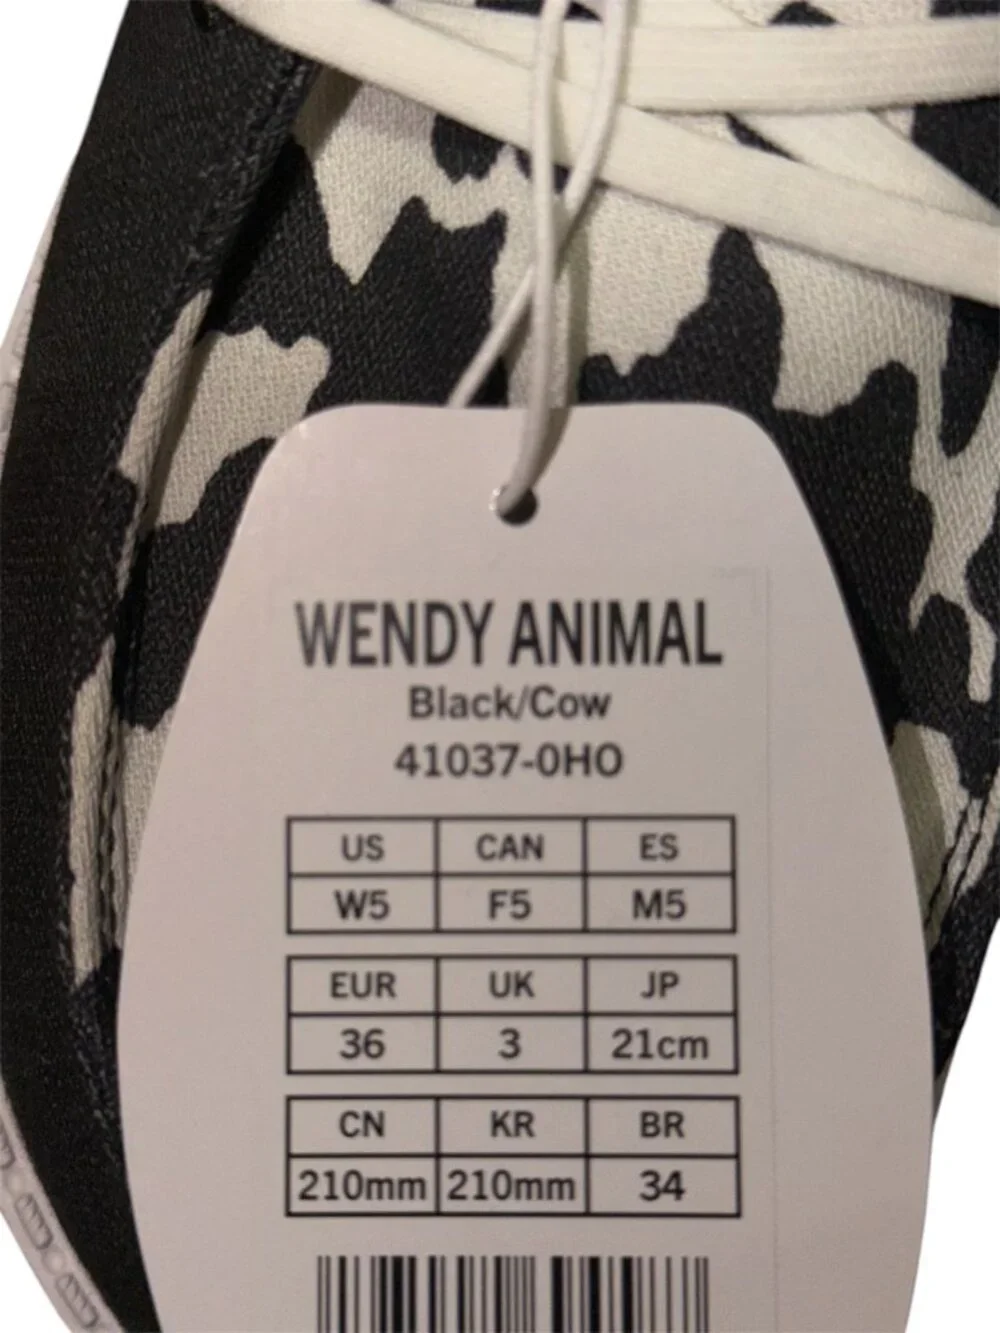 WENDY ANIMAL
Black/Cow
41037-0HO
US CAN ES
W5 F5 M5
EUR UK JP
36 3 21cm
CN KR BR
210mm 210mm 34